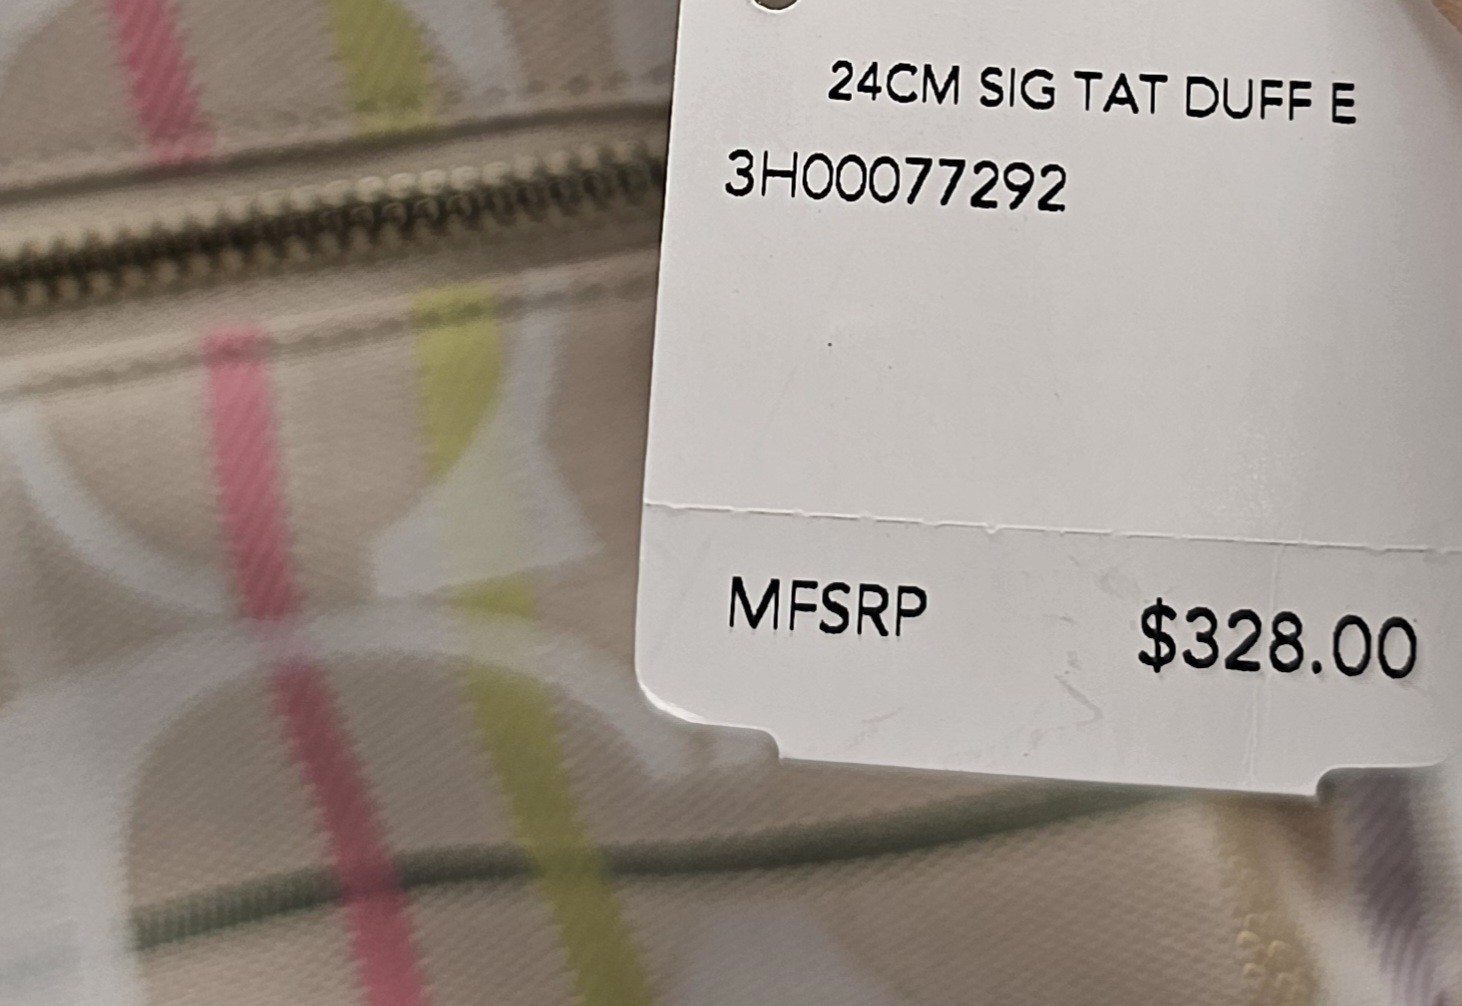 24CM SIG TAT DUFF E
3H00077292
MFSRP $328.00